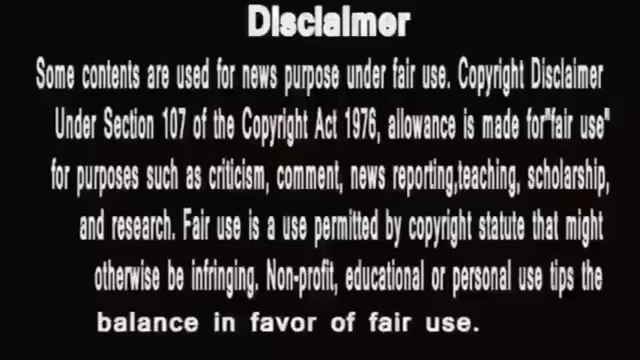 Disclaimer
Some contents are used for news purpose under fair use. Copyright Disclaimer
Under Section 107 of the Copyright Act 1976, allowance is made for"fair use"
for purposes such as criticism, comment, news reporting,teaching, scholarship,
and research. Fair use is a use permitted by copyright statute that might
otherwise be infringing. Non-profit, educational or personal use tips the
balance in favor of fair use.